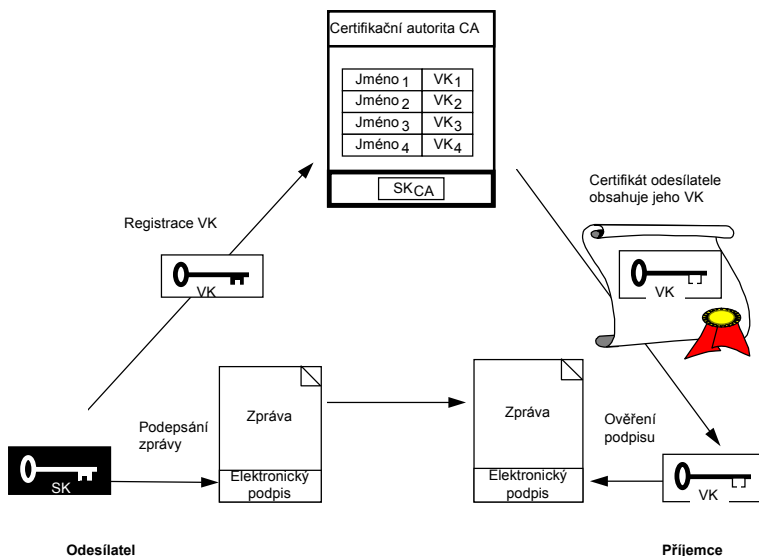 Certifikační autorita CA
Jméno 1 VK1
Jméno 2 VK2
Jméno 3 VK3
Jméno 4 VK4
SKCA
Certifikát odesílatele
obsahuje jeho VK
Registrace VK
VK
VK
Podepsání
zprávy
Zpráva
Zpráva
Ověření
podpisu
SK
Elektronický
podpis
Elektronický
podpis
VK
Odesílatel
Příjemce